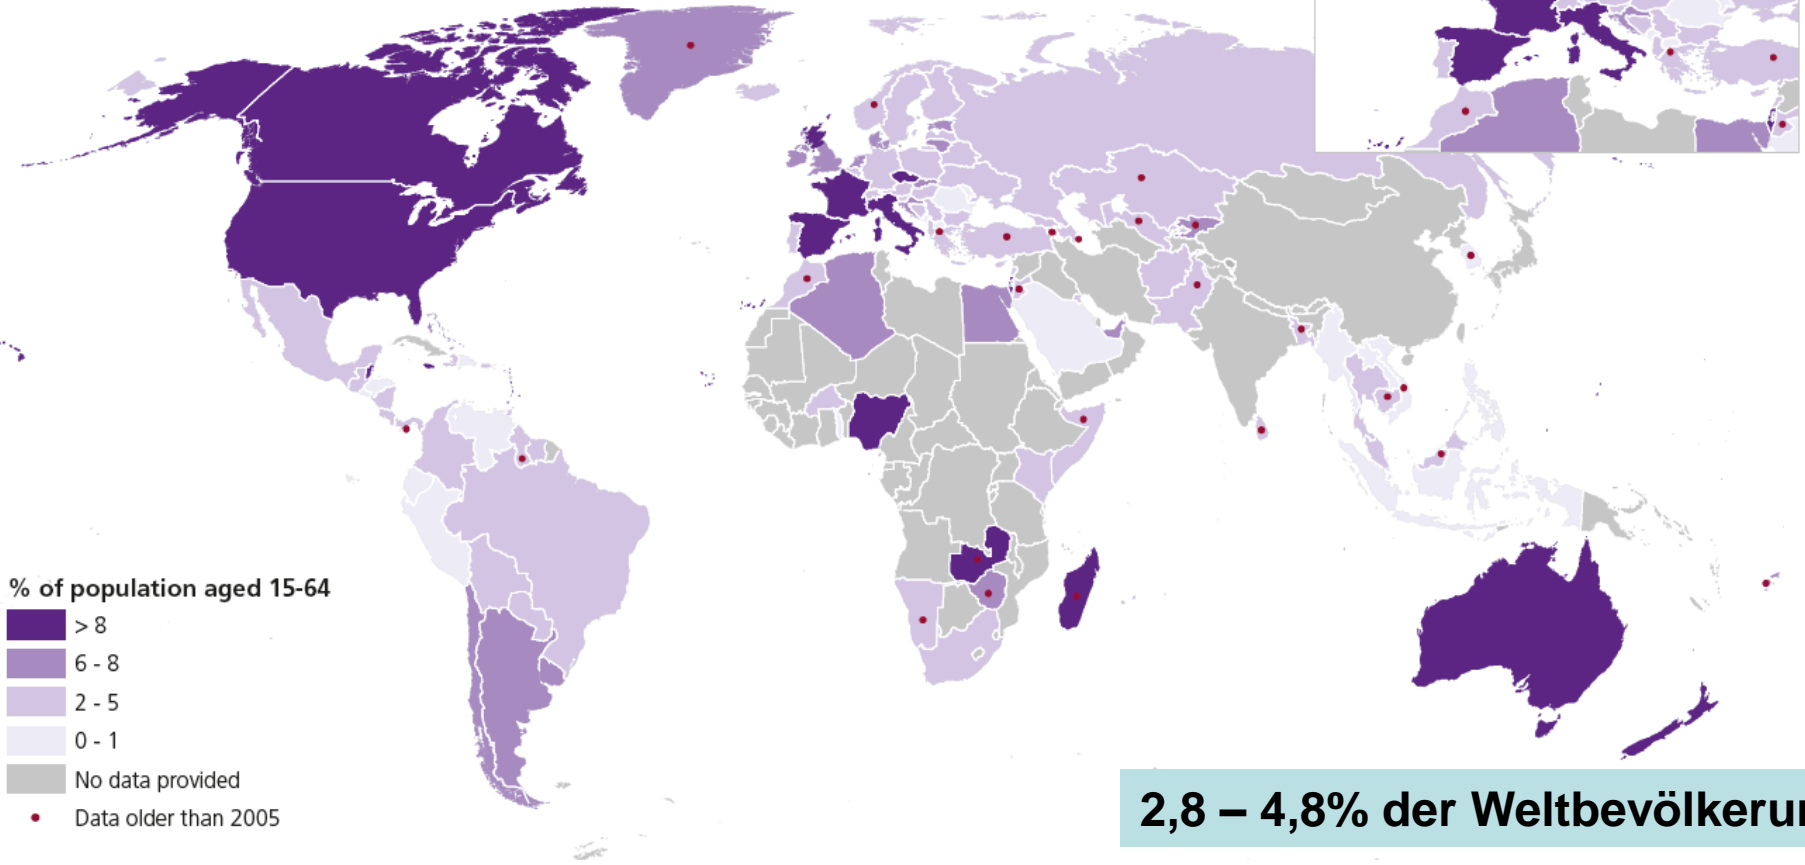 % of population aged 15-64
> 8
6 - 8
2 - 5
0 - 1
No data provided
Data older than 2005
2,8 – 4,8% der